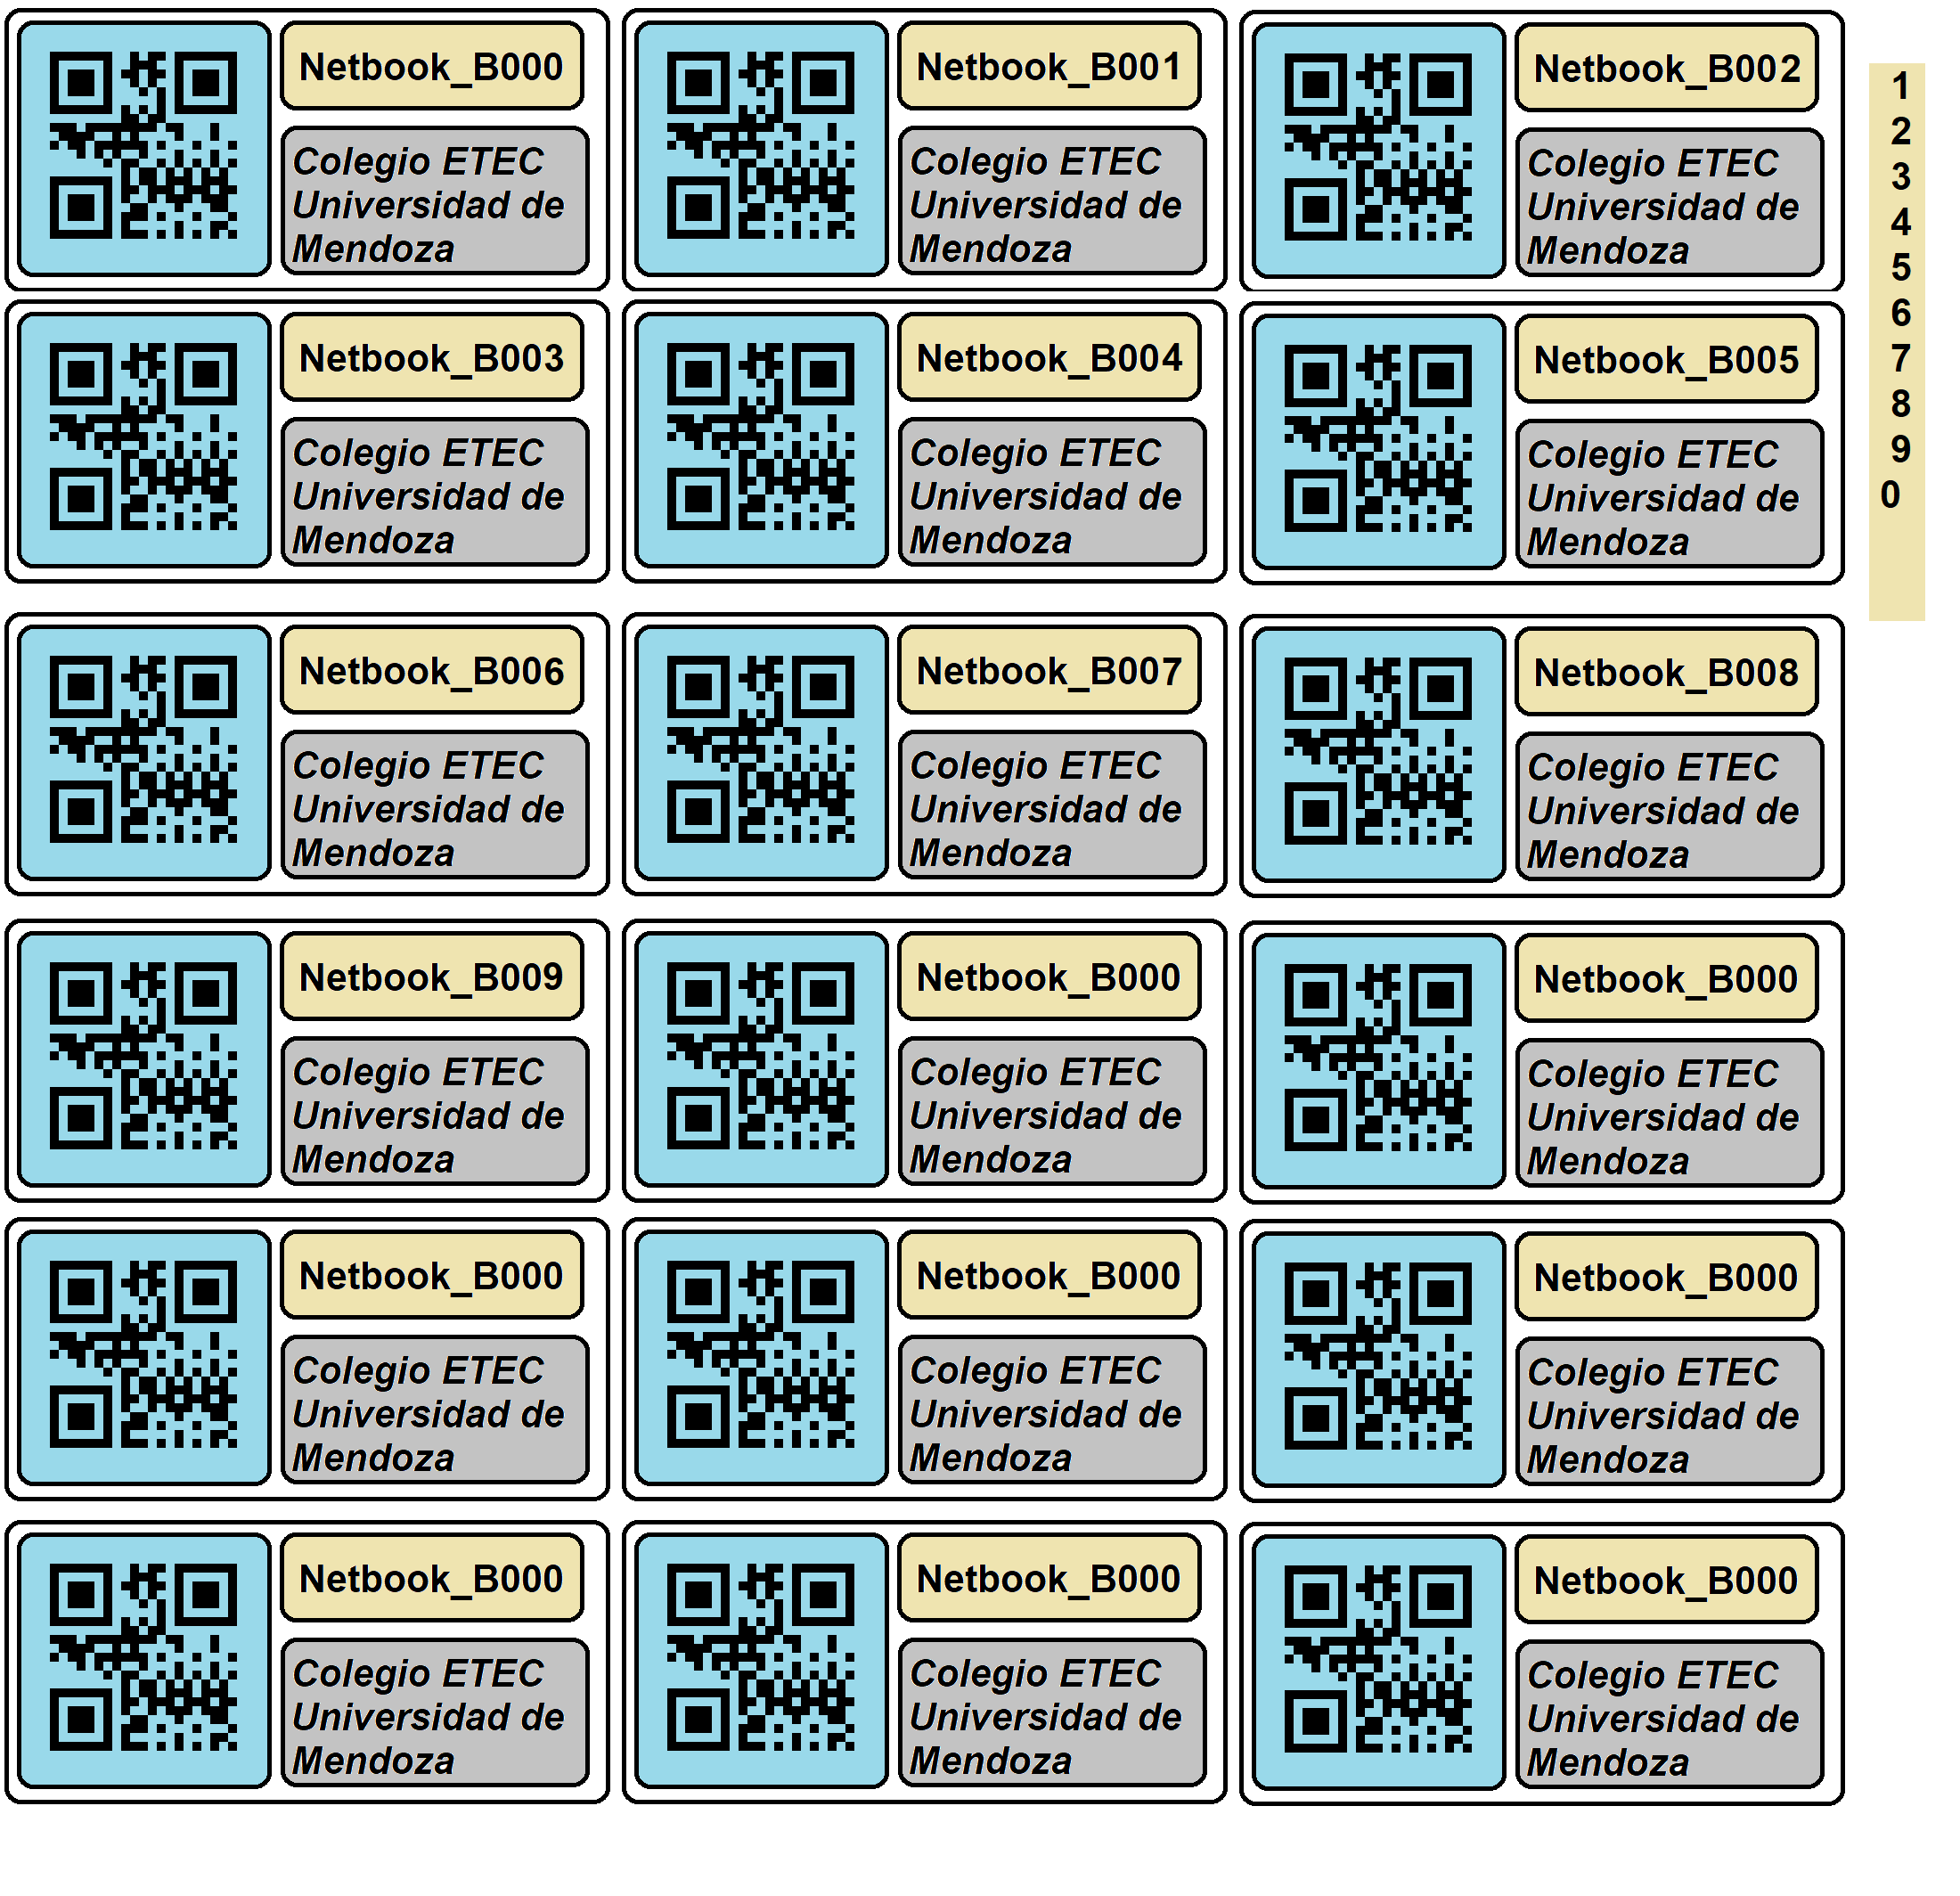 Netbook_B000
Colegio ETEC
Universidad de
Mendoza
Netbook_B001
Colegio ETEC
Universidad de
Mendoza
Netbook_B002
Colegio ETEC
Universidad de
Mendoza
Netbook_B003
Colegio ETEC
Universidad de
Mendoza
Netbook_B004
Colegio ETEC
Universidad de
Mendoza
Netbook_B005
Colegio ETEC
Universidad de
Mendoza
Netbook_B006
Colegio ETEC
Universidad de
Mendoza
Netbook_B007
Colegio ETEC
Universidad de
Mendoza
Netbook_B008
Colegio ETEC
Universidad de
Mendoza
Netbook_B009
Colegio ETEC
Universidad de
Mendoza
Netbook_B000
Colegio ETEC
Universidad de
Mendoza
Netbook_B000
Colegio ETEC
Universidad de
Mendoza
Netbook_B000
Colegio ETEC
Universidad de
Mendoza
Netbook_B000
Colegio ETEC
Universidad de
Mendoza
Netbook_B000
Colegio ETEC
Universidad de
Mendoza
Netbook_B000
Colegio ETEC
Universidad de
Mendoza
Netbook_B000
Colegio ETEC
Universidad de
Mendoza
Netbook_B000
Colegio ETEC
Universidad de
Mendoza
1
2
3
4
5
6
7
8
9
0